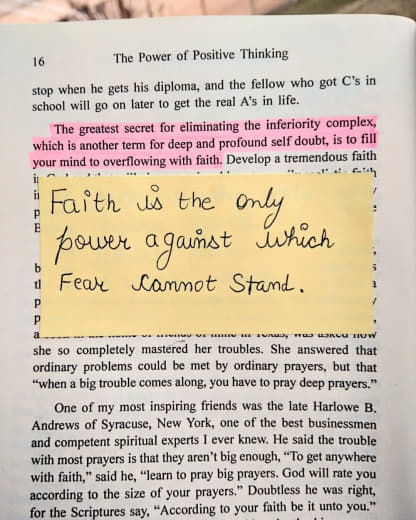 16
The Power of Positive Thinking
stop when he gets his diploma, and the fellow who got C's in
school will go on later to get the real A's in life.
The greatest secret for eliminating the inferiority complex,
which is another term for deep and profound self doubt, is to fill
your mind to overflowing with faith. Develop a tremendous faith
Faith is the only
power against which
Fear cannot Stand.
she so completely mastered her troubles. She answered that
ordinary problems could be met by ordinary prayers, but that
“when a big trouble comes along, you have to pray deep prayers.”
One of my most inspiring friends was the late Harlowe B.
Andrews of Syracuse, New York, one of the best businessmen
and competent spiritual experts I ever knew. He said the trouble
with most prayers is that they aren't big enough, “To get anywhere
with faith,” said he, “learn to pray big prayers. God will rate you
according to the size of your prayers.” Doubtless he was right,
for the Scriptures say, “According to your faith be it unto you.”